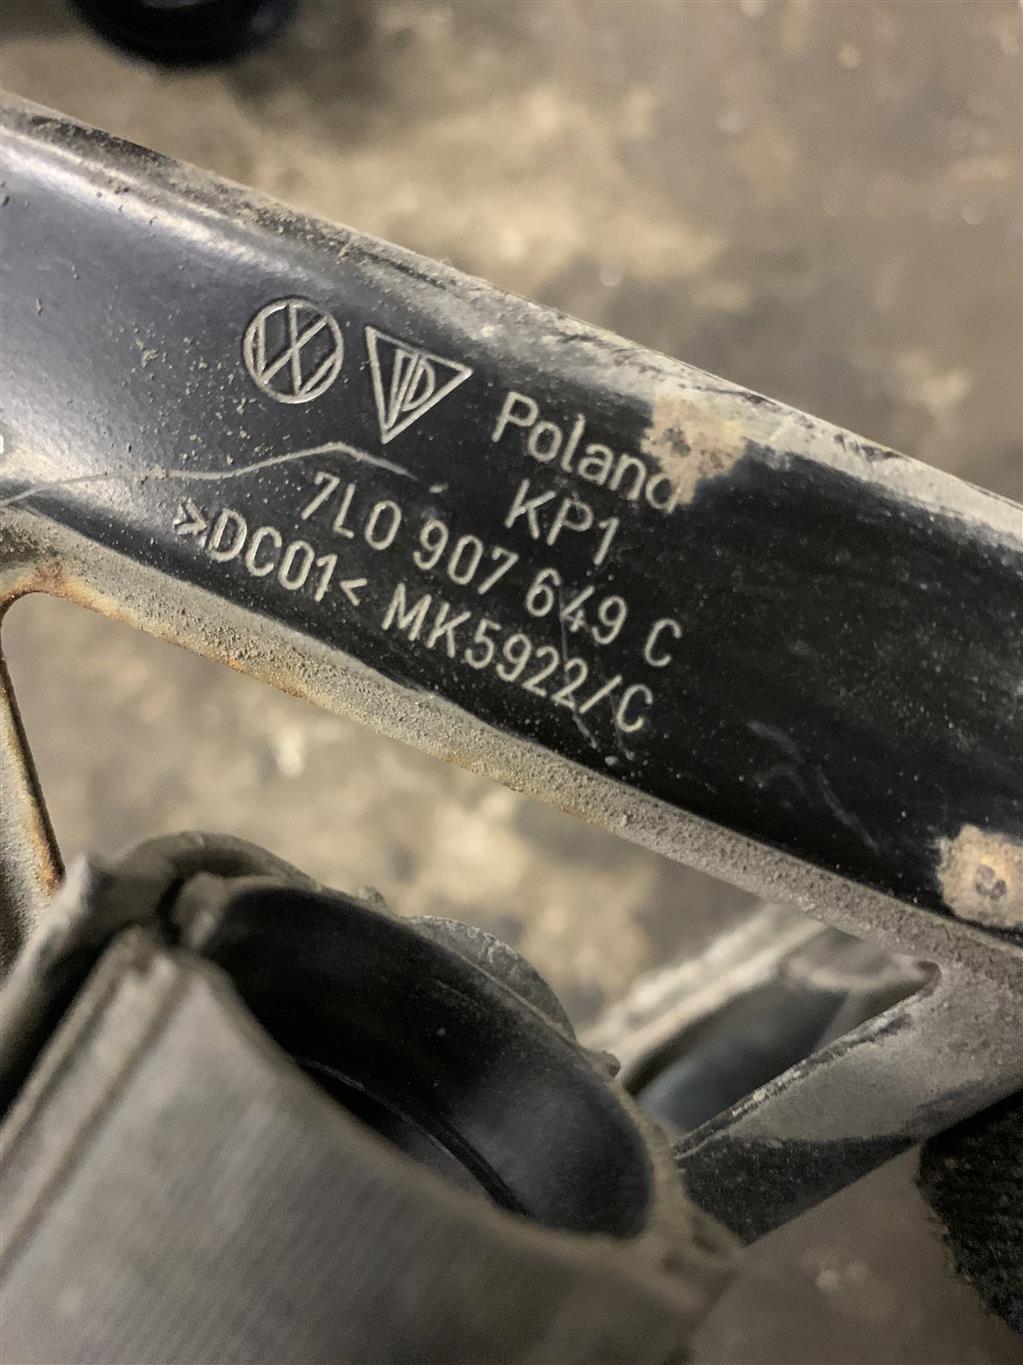 Poland
KP1
7L0 907 649 C
>DC01< MK5922/C